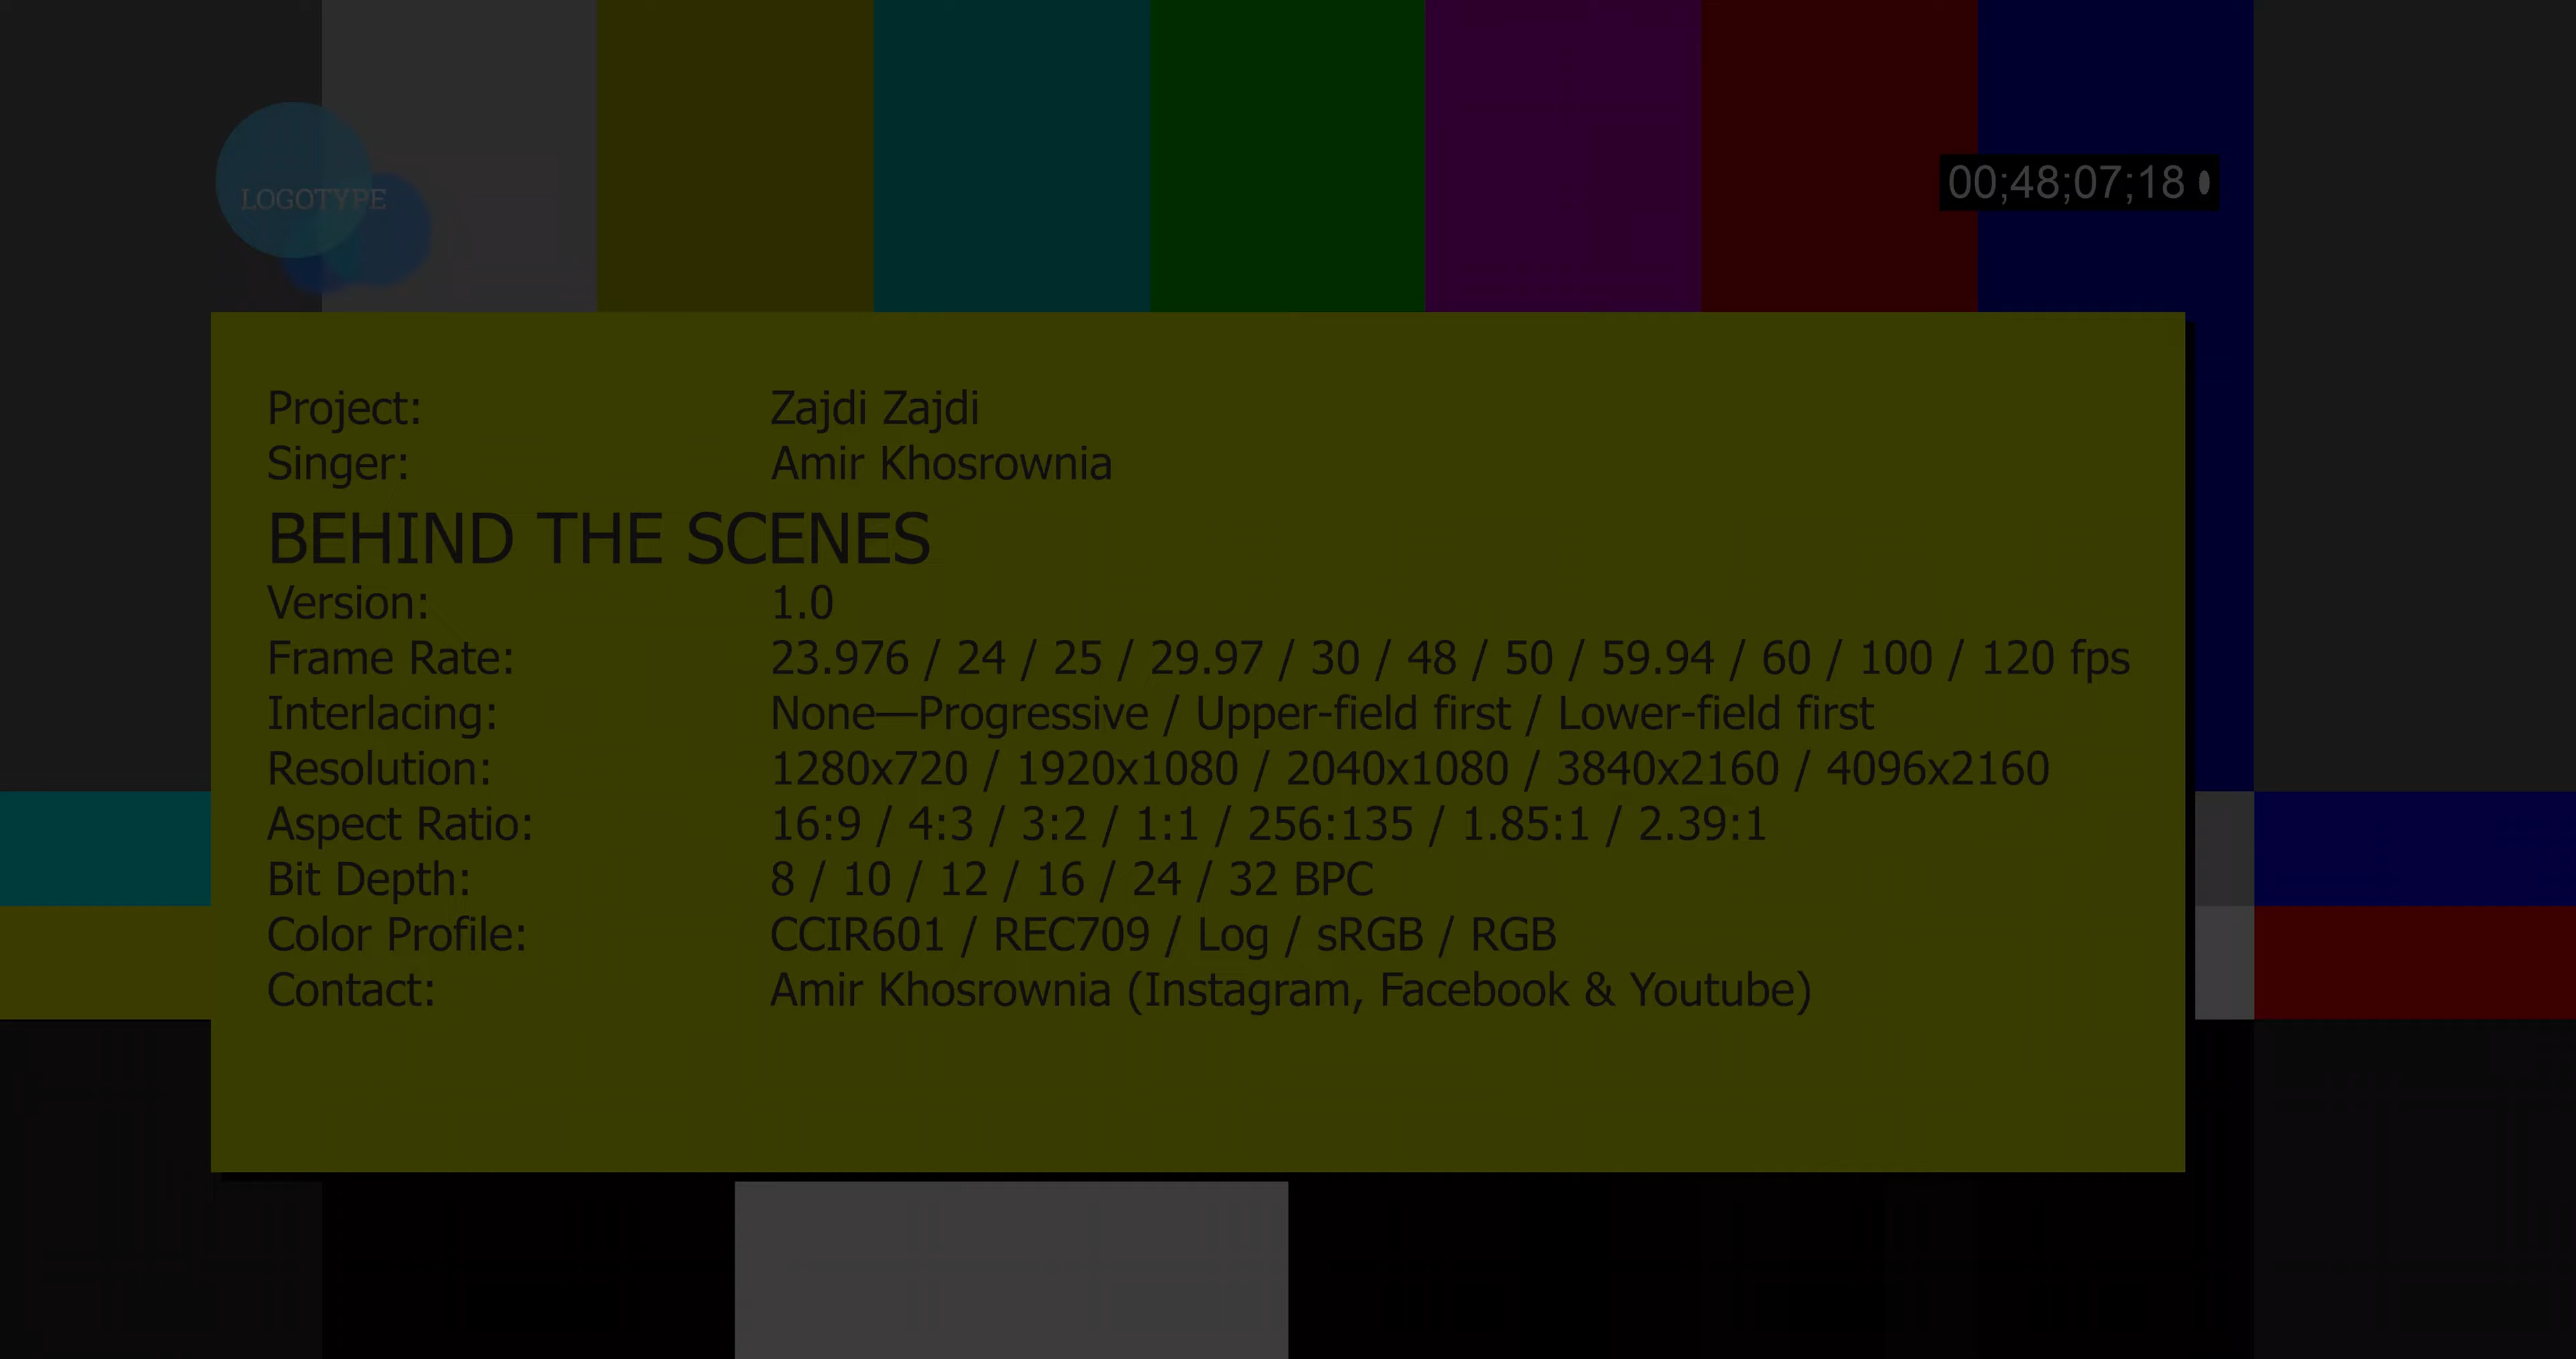 LOGOTYPE
00;48;07;18
Project: Zajdi Zajdi
Singer: Amir Khosrownia
BEHIND THE SCENES
Version: 1.0
Frame Rate: 23.976 / 24 / 25 / 29.97 / 30 / 48 / 50 / 59.94 / 60 / 100 / 120 fps
Interlacing: None—Progressive / Upper-field first / Lower-field first
Resolution: 1280x720 / 1920x1080 / 2040x1080 / 3840x2160 / 4096x2160
Aspect Ratio: 16:9 / 4:3 / 3:2 / 1:1 / 256:135 / 1.85:1 / 2.39:1
Bit Depth: 8 / 10 / 12 / 16 / 24 / 32 BPC
Color Profile: CCIR601 / REC709 / Log / sRGB / RGB
Contact: Amir Khosrownia (Instagram, Facebook & Youtube)